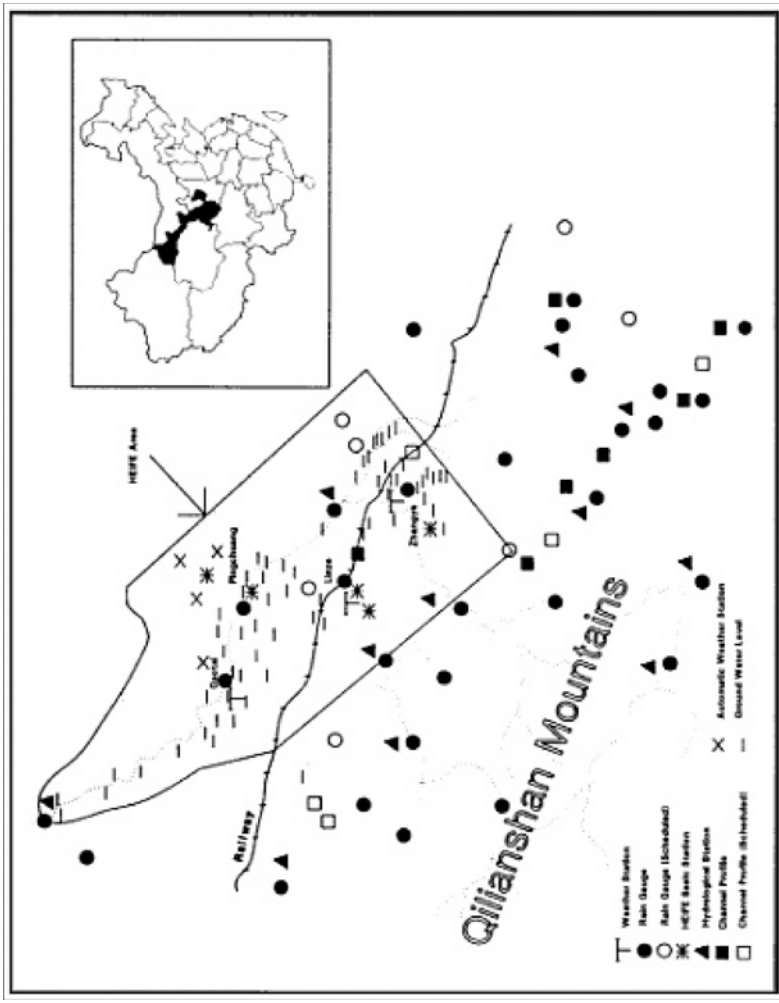 HEIFE Area
Pingchuang
Gaotai
Linze
Zhangye
Railway
Qilianshan Mountains
Weather Station
Rain Gauge
Rain Gauge (Scheduled)
HEIFE Basic Station
Hydrological Station
Channel Profile
Channel Profile (Scheduled)
Automatic Weather Station
Ground Water Level